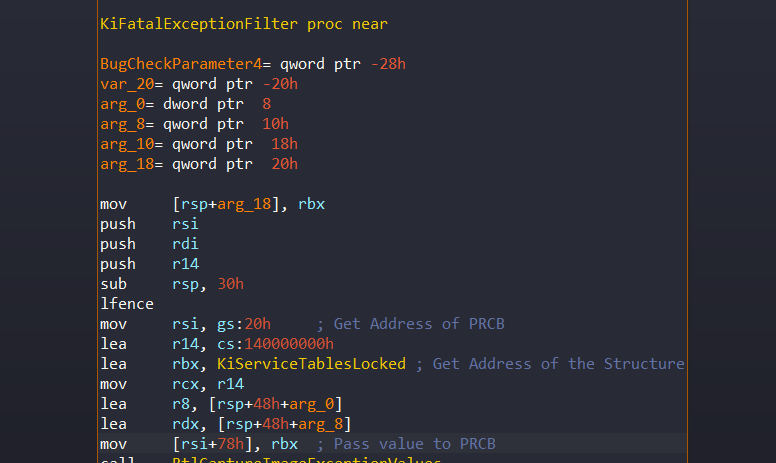 KiFatalExceptionFilter proc near
BugCheckParameter4= qword ptr -28h
var_20= qword ptr -20h
arg_0= dword ptr  8
arg_8= qword ptr  10h
arg_10= qword ptr  18h
arg_18= qword ptr  20h
mov     [rsp+arg_18], rbx
push    rsi
push    rdi
push    r14
sub     rsp, 30h
lfence
mov     rsi, gs:20h     ; Get Address of PRCB
lea     r14, cs:140000000h
lea     rbx, KiServiceTablesLocked ; Get Address of the Structure
mov     rcx, r14
lea     r8, [rsp+48h+arg_0]
lea     rdx, [rsp+48h+arg_8]
mov     [rsi+78h], rbx  ; Pass value to PRCB
call    RtlCaptureImageExceptionValues